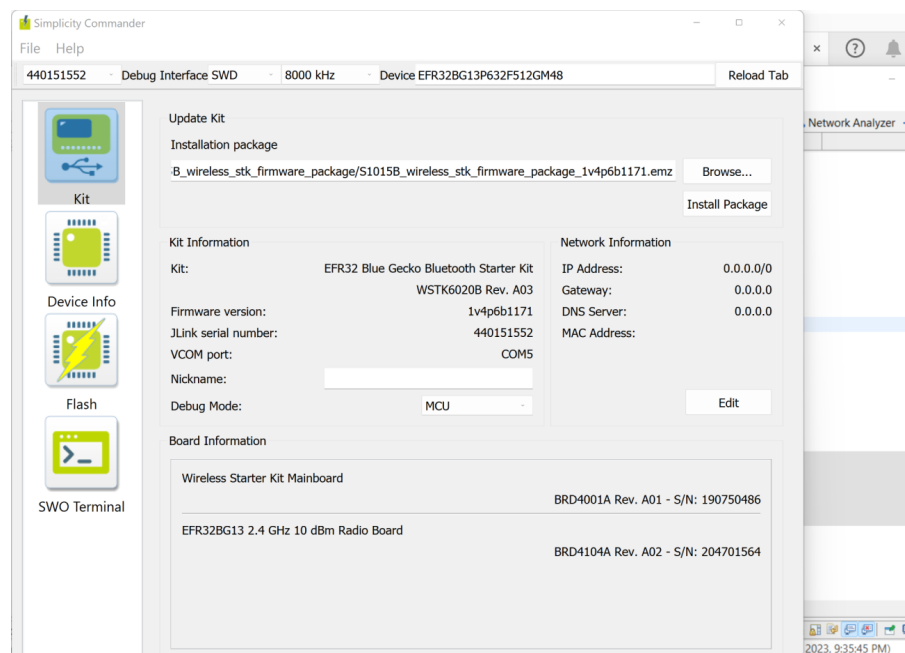 Simplicity Commander
File Help
440151552 Debug Interface SWD 8000 kHz Device EFR32BG13P632F512GM48 Reload Tab
Network Analyzer
Kit
Device Info
Flash
SWO Terminal
Update Kit
Installation package
B_wireless_stk_firmware_package/S1015B_wireless_stk_firmware_package_1v4p6b1171.emz Browse...
Install Package
Kit Information
Kit: EFR32 Blue Gecko Bluetooth Starter Kit
WSTK6020B Rev. A03
Firmware version: 1v4p6b1171
JLink serial number: 440151552
VCOM port: COM5
Nickname:
Debug Mode: MCU
Network Information
IP Address: 0.0.0.0/0
Gateway: 0.0.0.0
DNS Server: 0.0.0.0
MAC Address:
Edit
Board Information
Wireless Starter Kit Mainboard
BRD4001A Rev. A01 - S/N: 190750486
EFR32BG13 2.4 GHz 10 dBm Radio Board
BRD4104A Rev. A02 - S/N: 204701564
2023, 9:35:45 PM)